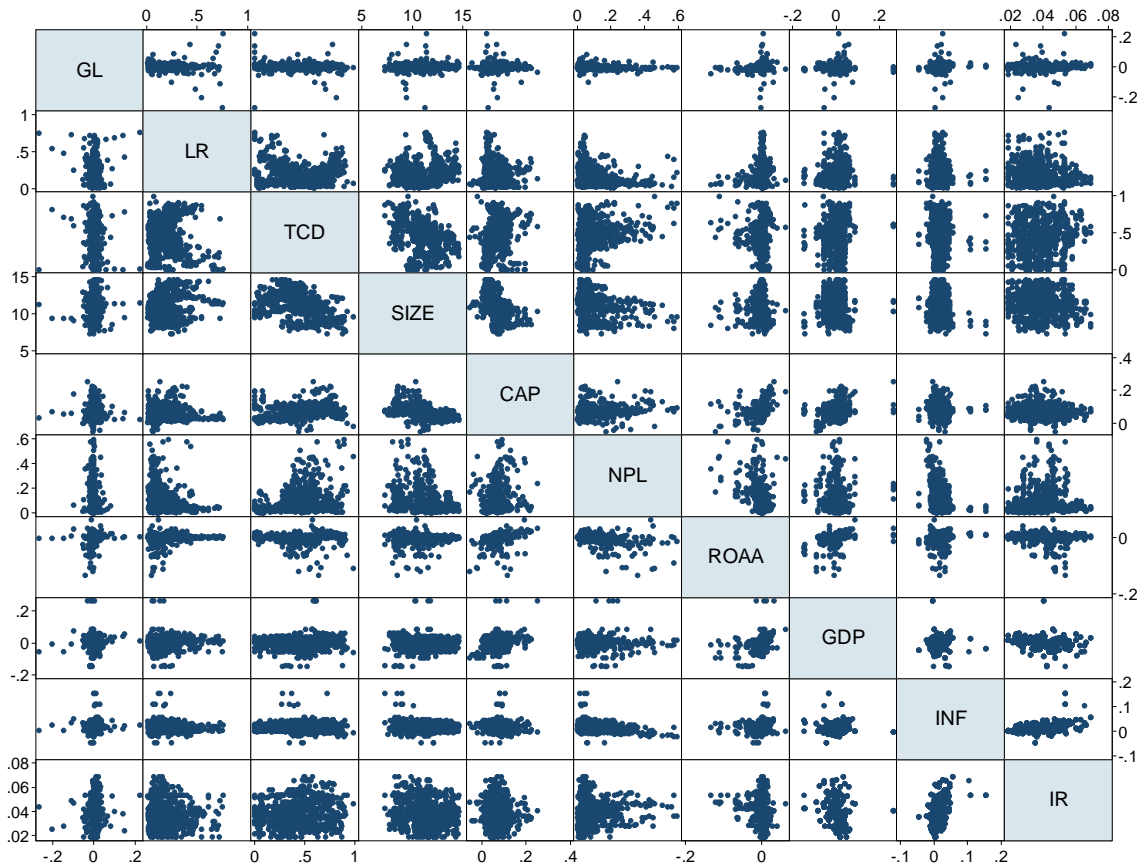 0 .5 1 5 10 15 0 .2 .4 .6 -.2 0 .2 .02 .04 .06 .08
.2
GL 0
-.2
1
.5 LR
0
1
TCD .5
0
15
10 SIZE
5
.4
CAP .2
0
.6
.4
NPL
.2
0
0
ROAA
-.2
.2
0 GDP
-.2
.2
.1
INF
0
-.1
.08
.06
IR
.04
.02
-.2 0 .2 0 .5 1 0 .2 .4 -.2 0 -.1 0 .1 .2